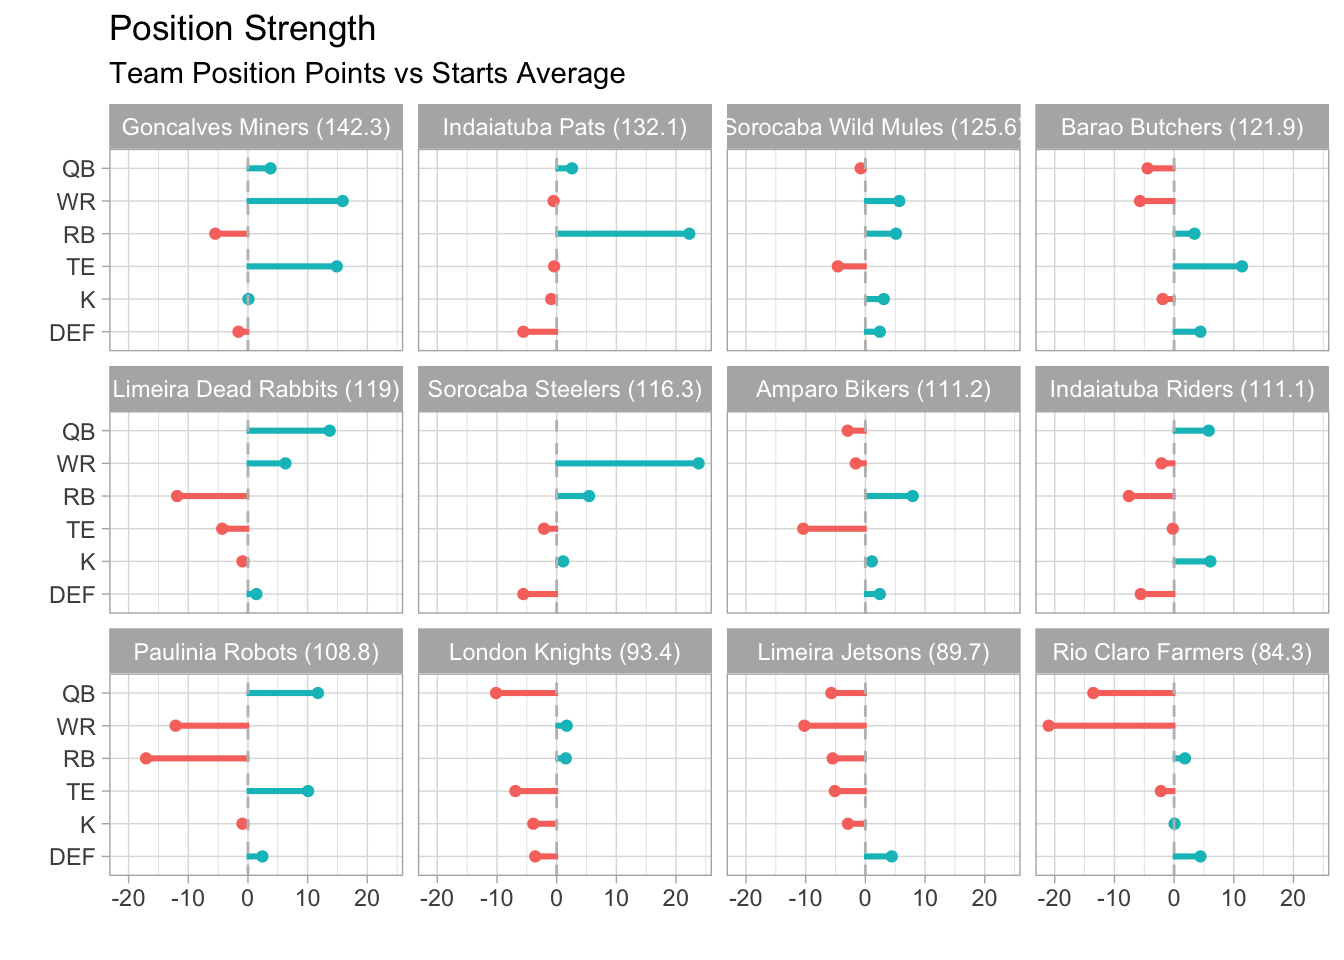 Position Strength
Team Position Points vs Starts Average
Goncalves Miners (142.3) Indaiatuba Pats (132.1) Sorocaba Wild Mules (125.6) Barao Butchers (121.9)
QB
WR
RB
TE
K
DEF
Limeira Dead Rabbits (119) Sorocaba Steelers (116.3) Amparo Bikers (111.2) Indaiatuba Riders (111.1)
QB
WR
RB
TE
K
DEF
Paulinia Robots (108.8) London Knights (93.4) Limeira Jetsons (89.7) Rio Claro Farmers (84.3)
QB
WR
RB
TE
K
DEF
-20 -10 0 10 20 -20 -10 0 10 20 -20 -10 0 10 20 -20 -10 0 10 20